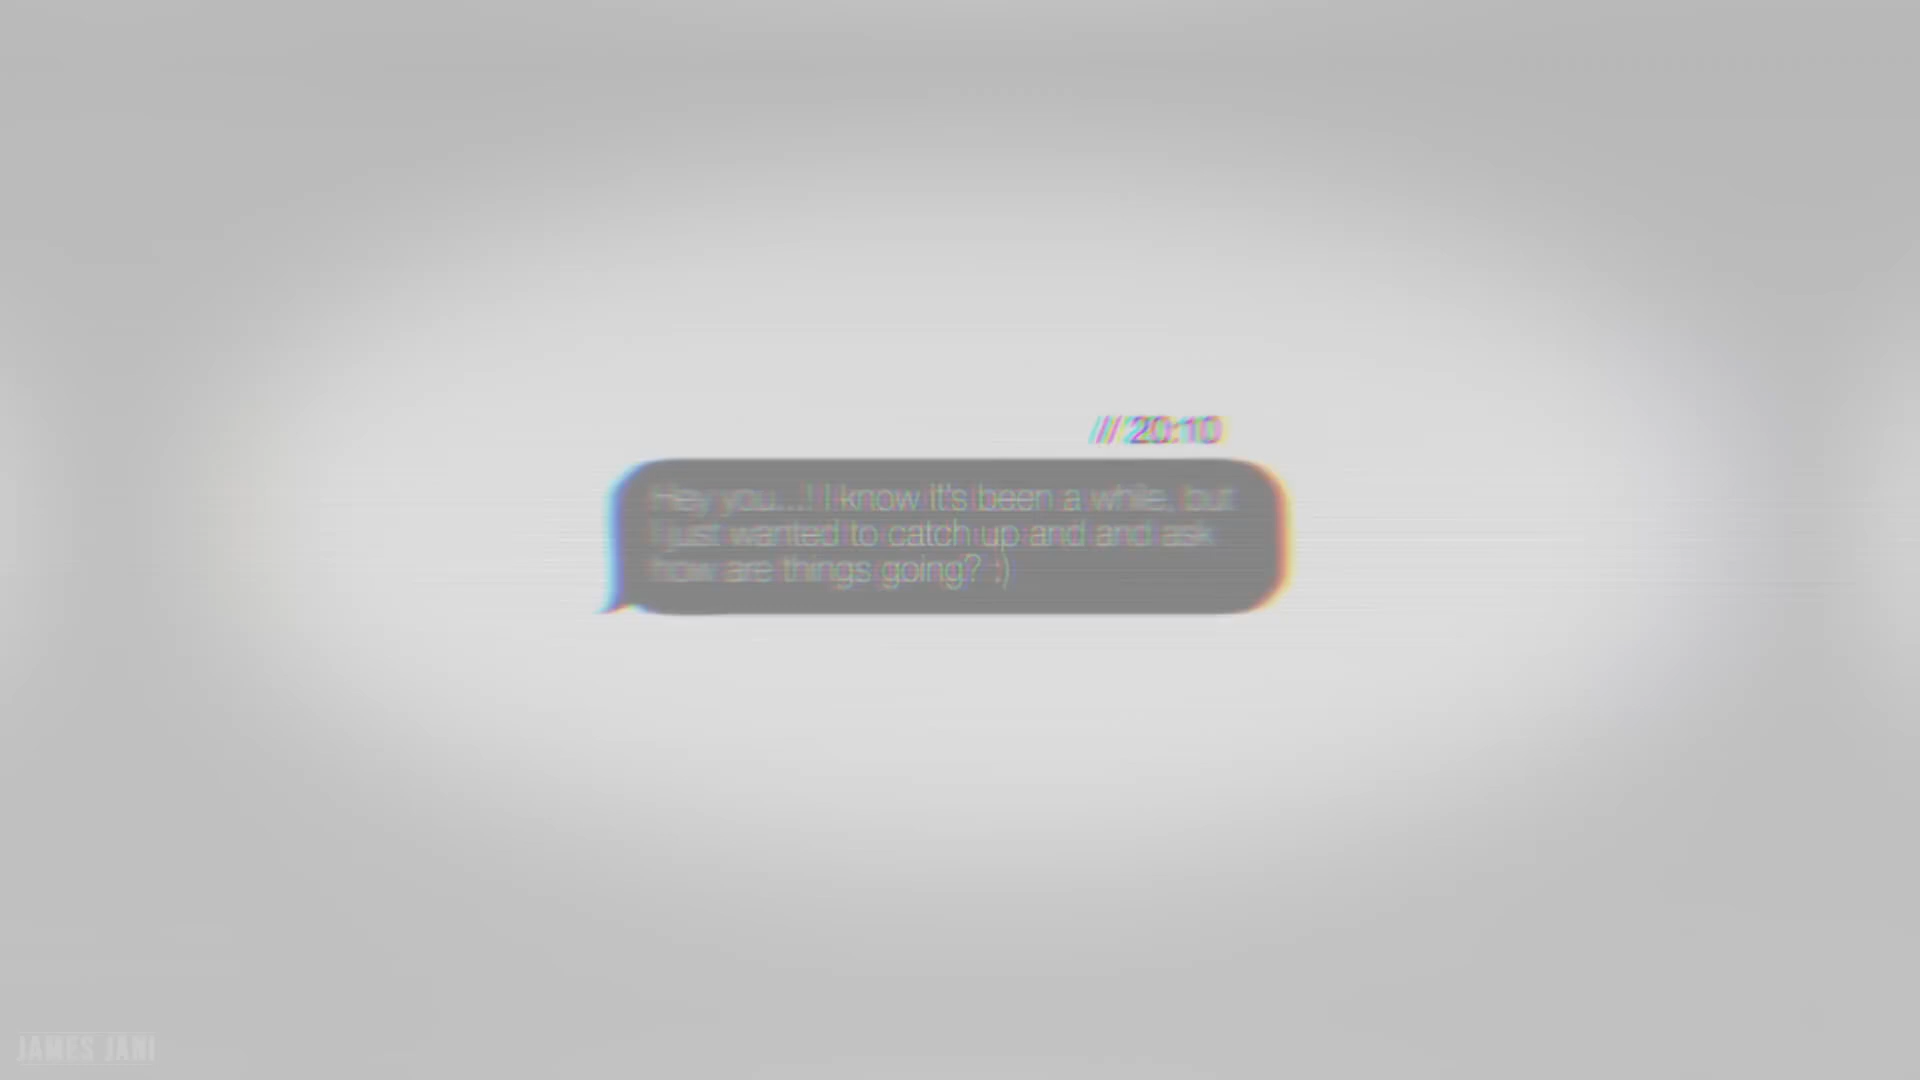 /// 20:10
Hey you...! I know it's been a while, but
I just wanted to catch up and and ask
how are things going? :)
JAMES JANI